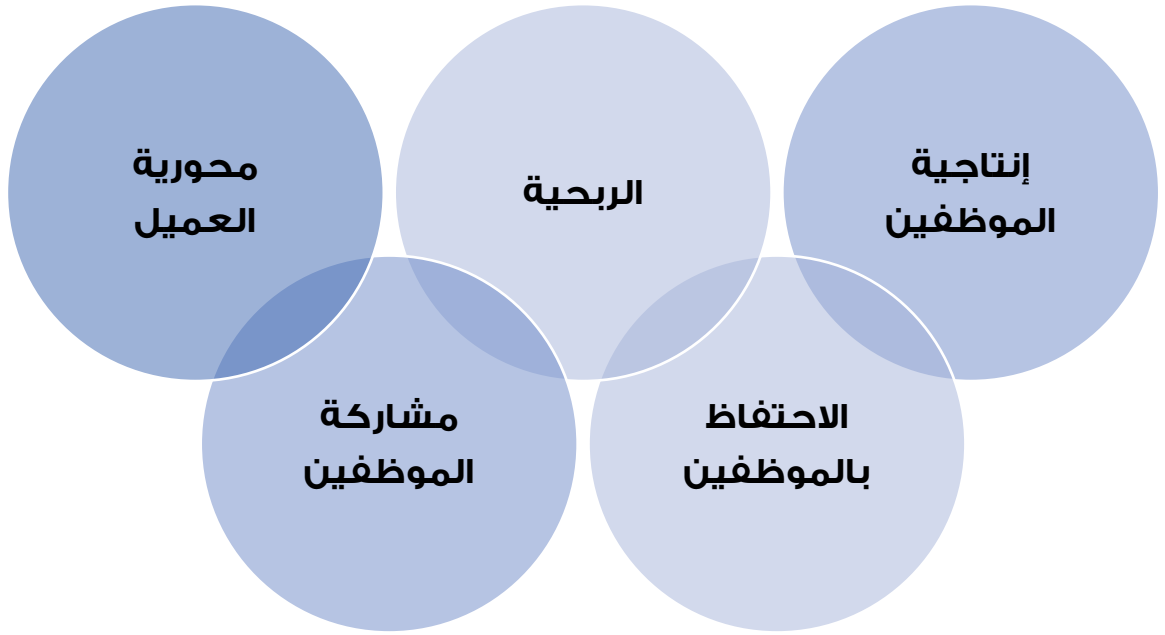 إنتاجية
الموظفين
الربحية
محورية
العميل
الاحتفاظ
بالموظفين
مشاركة
الموظفين